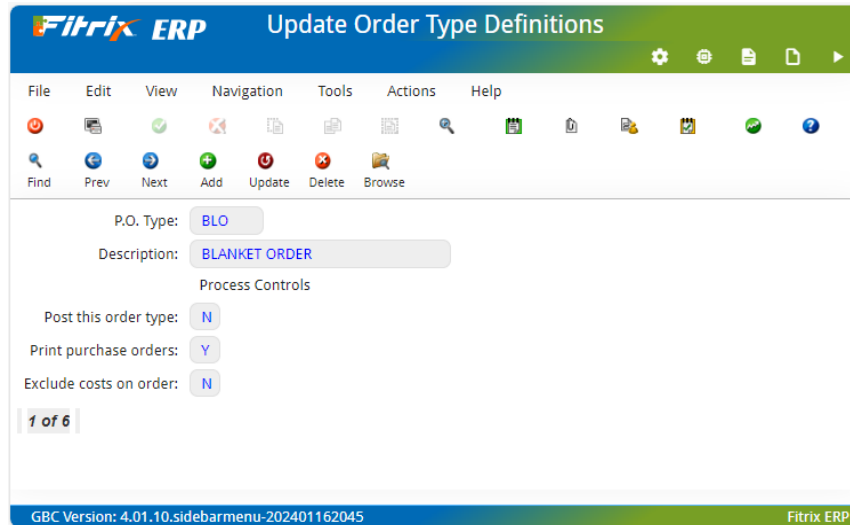 Fitrix ERP Update Order Type Definitions
File Edit View Navigation Tools Actions Help
Find Prev Next Add Update Delete Browse
P.O. Type: BLO
Description: BLANKET ORDER
Process Controls
Post this order type: N
Print purchase orders: Y
Exclude costs on order: N
1 of 6
GBC Version: 4.01.10.sidebarmenu-202401162045 Fitrix ERP